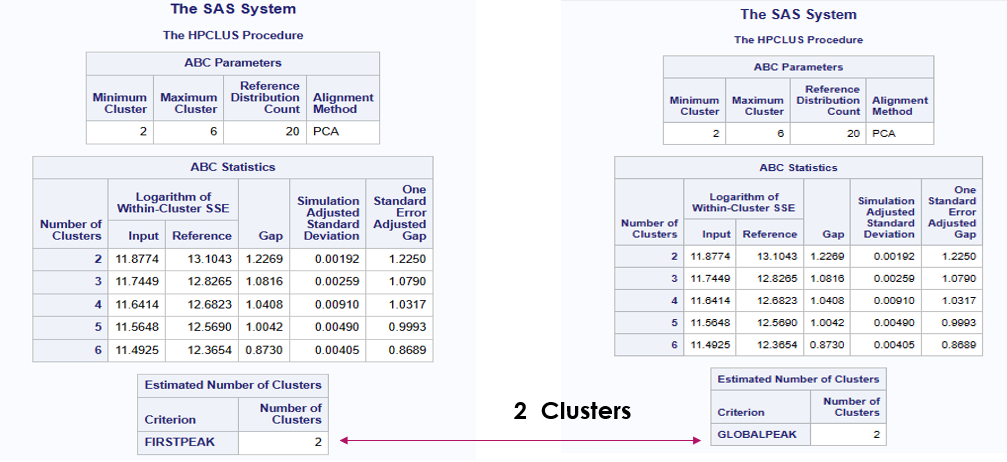 The SAS System
The HPCLUS Procedure
ABC Parameters
Minimum Cluster Maximum Cluster Reference Distribution Count Alignment Method
2 6 20 PCA
ABC Statistics
Number of Clusters Logarithm of Within-Cluster SSE Gap Simulation Adjusted Standard Deviation One Standard Error Adjusted Gap
Input Reference
2 11.8774 13.1043 1.2269 0.00192 1.2250
3 11.7449 12.8265 1.0816 0.00259 1.0790
4 11.6414 12.6823 1.0408 0.00910 1.0317
5 11.5648 12.5690 1.0042 0.00490 0.9993
6 11.4925 12.3654 0.8730 0.00405 0.8689
Estimated Number of Clusters
Criterion Number of Clusters
FIRSTPEAK 2
2 Clusters
The SAS System
The HPCLUS Procedure
ABC Parameters
Minimum Cluster Maximum Cluster Reference Distribution Count Alignment Method
2 6 20 PCA
ABC Statistics
Number of Clusters Logarithm of Within-Cluster SSE Gap Simulation Adjusted Standard Deviation One Standard Error Adjusted Gap
Input Reference
2 11.8774 13.1043 1.2269 0.00192 1.2250
3 11.7449 12.8265 1.0816 0.00259 1.0790
4 11.6414 12.6823 1.0408 0.00910 1.0317
5 11.5648 12.5690 1.0042 0.00490 0.9993
6 11.4925 12.3654 0.8730 0.00405 0.8689
Estimated Number of Clusters
Criterion Number of Clusters
GLOBALPEAK 2